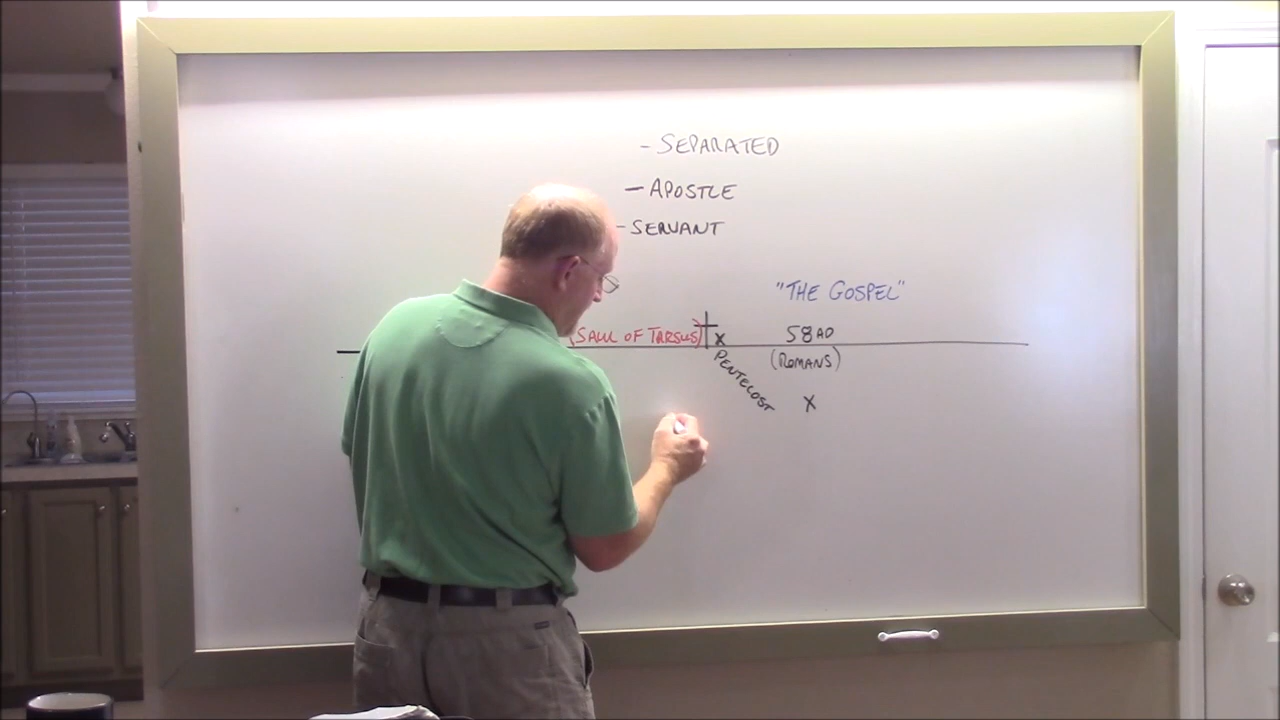 - SEPARATED
- APOSTLE
- SERVANT
"THE GOSPEL"
(SAUL OF TARSUS) X 58 AD
PENTECOST (ROMANS)
X